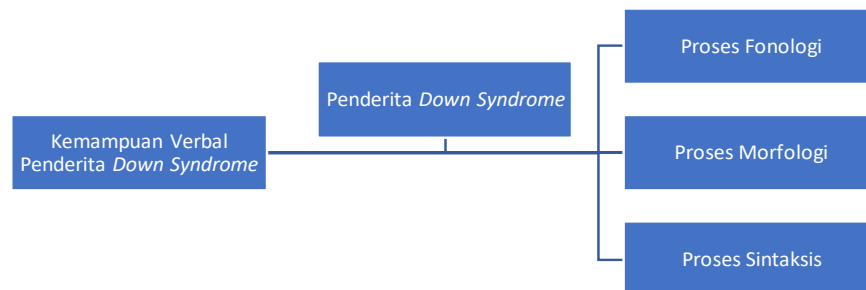 Kemampuan Verbal
Penderita Down Syndrome
Penderita Down Syndrome
Proses Fonologi
Proses Morfologi
Proses Sintaksis